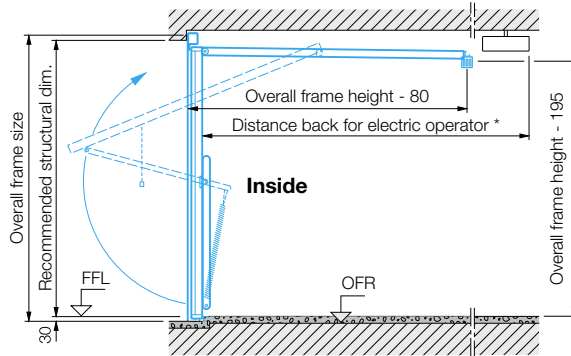 Overall frame size
Recommended structural dim.
Overall frame height - 80
Distance back for electric operator *
Overall frame height - 195
Inside
FFL
OFR
30